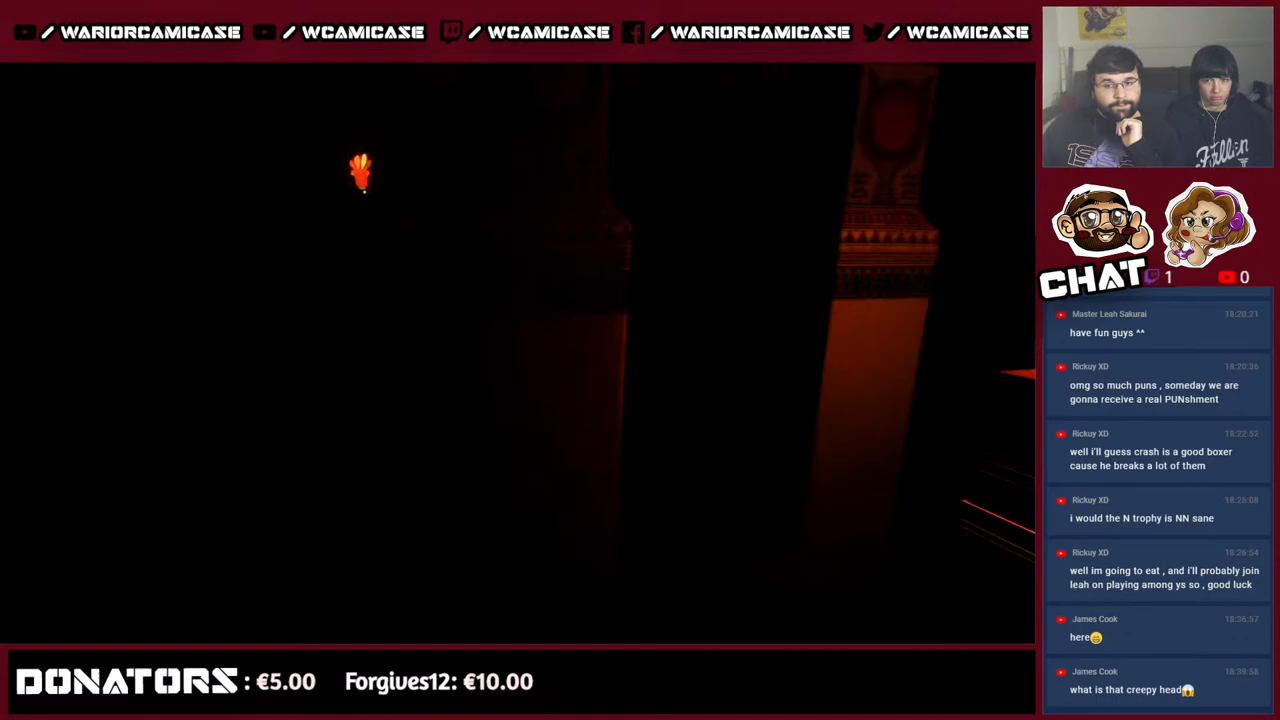 / WARIORCAMICASE / WCAMICASE / WCAMICASE / WARIORCAMICASE / WCAMICASE
CHAT 1 0
Master Leah Sakurai 18:20:21
have fun guys ^^
Rickuy XD 18:20:36
omg so much puns , someday we are
gonna receive a real PUNshment
Rickuy XD 18:22:52
well i'll guess crash is a good boxer
cause he breaks a lot of them
Rickuy XD 18:25:08
i would the N trophy is NN sane
Rickuy XD 18:26:54
well im going to eat , and i'll probably join
leah on playing among ys so , good luck
James Cook 18:36:57
here😁
James Cook 18:39:58
what is that creepy head😱
DONATORS : €5.00 Forgives12: €10.00